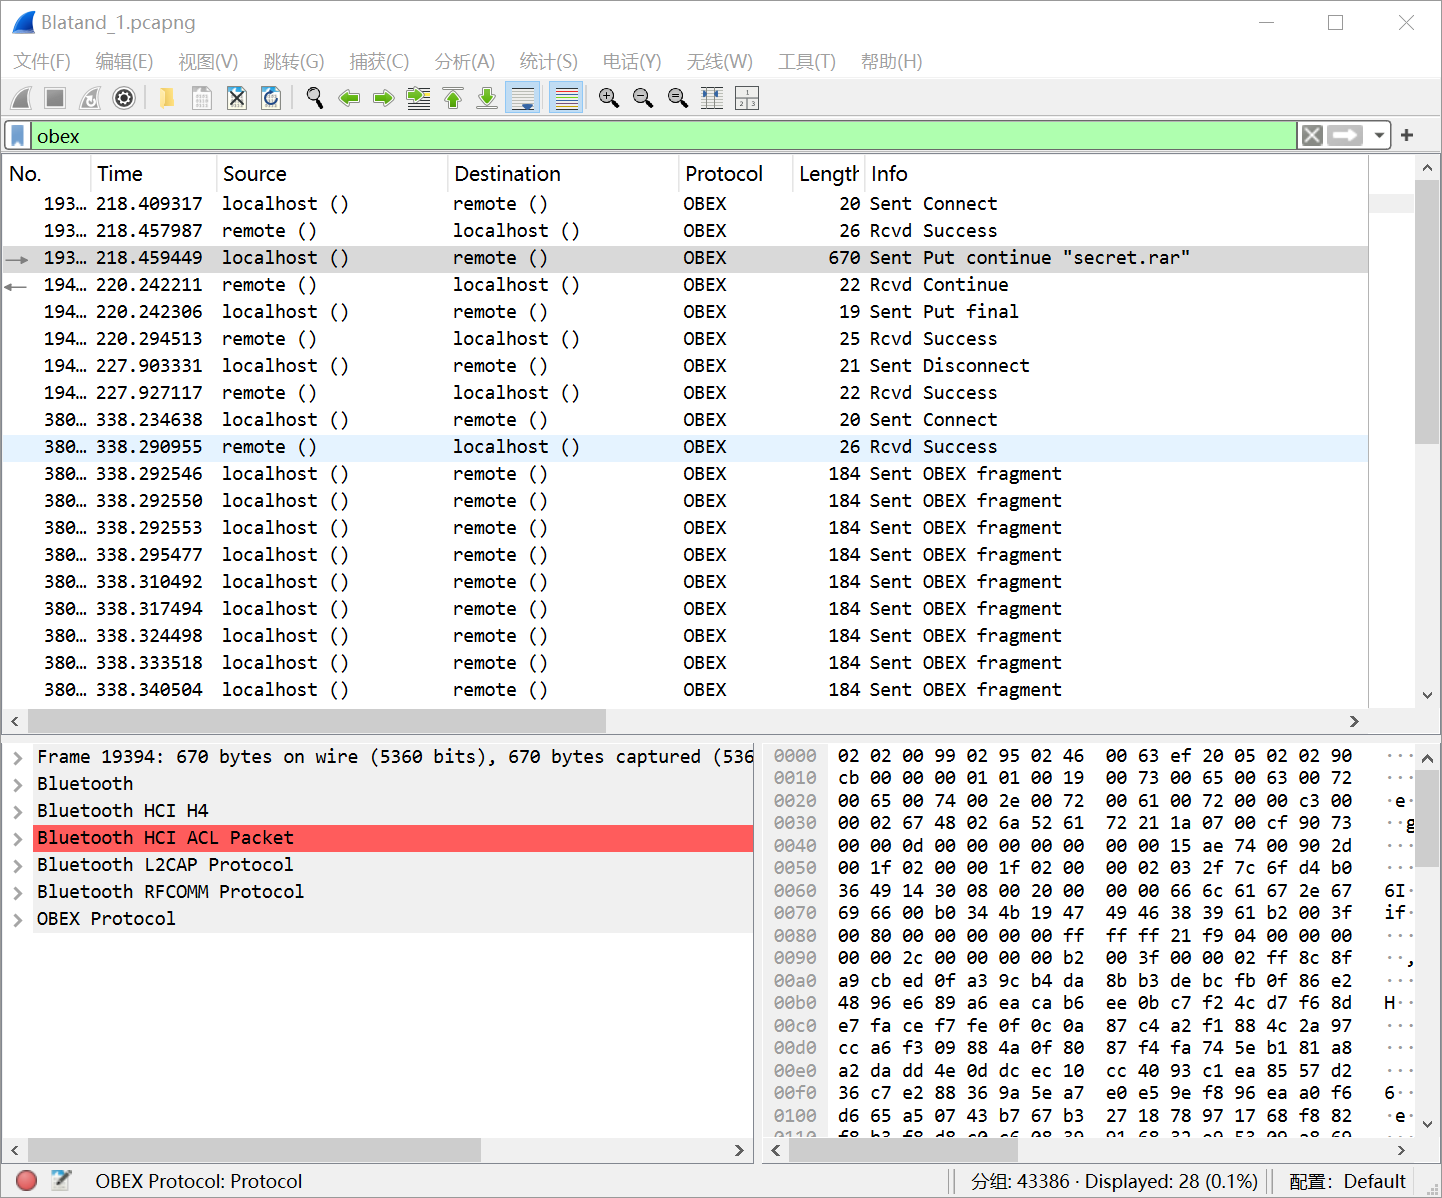 Blatand_1.pcapng
文件(F) 编辑(E) 视图(V) 跳转(G) 捕获(C) 分析(A) 统计(S) 电话(Y) 无线(W) 工具(T) 帮助(H)
obex
No. Time Source Destination Protocol Length Info
193… 218.409317 localhost () remote () OBEX 20 Sent Connect
193… 218.457987 remote () localhost () OBEX 26 Rcvd Success
193… 218.459449 localhost () remote () OBEX 670 Sent Put continue "secret.rar"
194… 220.242211 remote () localhost () OBEX 22 Rcvd Continue
194… 220.242306 localhost () remote () OBEX 19 Sent Put final
194… 220.294513 remote () localhost () OBEX 25 Rcvd Success
194… 227.903331 localhost () remote () OBEX 21 Sent Disconnect
194… 227.927117 remote () localhost () OBEX 22 Rcvd Success
380… 338.234638 localhost () remote () OBEX 20 Sent Connect
380… 338.290955 remote () localhost () OBEX 26 Rcvd Success
380… 338.292546 localhost () remote () OBEX 184 Sent OBEX fragment
380… 338.292550 localhost () remote () OBEX 184 Sent OBEX fragment
380… 338.292553 localhost () remote () OBEX 184 Sent OBEX fragment
380… 338.295477 localhost () remote () OBEX 184 Sent OBEX fragment
380… 338.310492 localhost () remote () OBEX 184 Sent OBEX fragment
380… 338.317494 localhost () remote () OBEX 184 Sent OBEX fragment
380… 338.324498 localhost () remote () OBEX 184 Sent OBEX fragment
380… 338.333518 localhost () remote () OBEX 184 Sent OBEX fragment
380… 338.340504 localhost () remote () OBEX 184 Sent OBEX fragment
Frame 19394: 670 bytes on wire (5360 bits), 670 bytes captured (536
Bluetooth
Bluetooth HCI H4
Bluetooth HCI ACL Packet
Bluetooth L2CAP Protocol
Bluetooth RFCOMM Protocol
OBEX Protocol
0000 02 02 00 99 02 95 02 46 00 63 ef 20 05 02 02 90 ···
0010 cb 00 00 00 01 01 00 19 00 73 00 65 00 63 00 72 ···
0020 00 65 00 74 00 2e 00 72 00 61 00 72 00 00 c3 00 ·e·
0030 00 02 67 48 02 6a 52 61 72 21 1a 07 00 cf 90 73 ··g
0040 00 00 0d 00 00 00 00 00 00 00 15 ae 74 00 90 2d ···
0050 00 1f 02 00 00 1f 02 00 00 00 02 03 2f 7c 6f d4 b0 ···
0060 36 49 14 30 08 00 20 00 00 00 66 6c 61 67 2e 67 6I·
0070 69 66 00 b0 34 4b 19 47 49 46 38 39 61 b2 00 3f if·
0080 00 80 00 00 00 00 00 ff ff ff 21 f9 04 00 00 00 ···
0090 00 00 2c 00 00 00 00 b2 00 3f 00 00 02 ff 8c 8f ··,
00a0 a9 cb ed 0f a3 9c b4 da 8b b3 de bc fb 0f 86 e2 ···
00b0 48 96 e6 89 a6 ea ca b6 ee 0b c7 f2 4c d7 f6 8d H··
00c0 e7 fa ce f7 fe 0f 0c 0a 87 c4 a2 f1 88 4c 2a 97 ···
00d0 cc a6 f3 09 88 4a 0f 80 87 f4 fa 74 5e b1 81 a8 ···
00e0 a2 da dd 4e 0d dc ec 10 cc 40 93 c1 ea 85 57 d2 ···
00f0 36 c7 e2 88 36 9a 5e a7 e0 e5 9e f8 96 ea a0 f6 6··
0100 d6 65 a5 07 43 b7 67 b3 27 18 78 97 17 68 f8 82 ·e·
OBEX Protocol: Protocol
分组: 43386 · Displayed: 28 (0.1%)
配置: Default